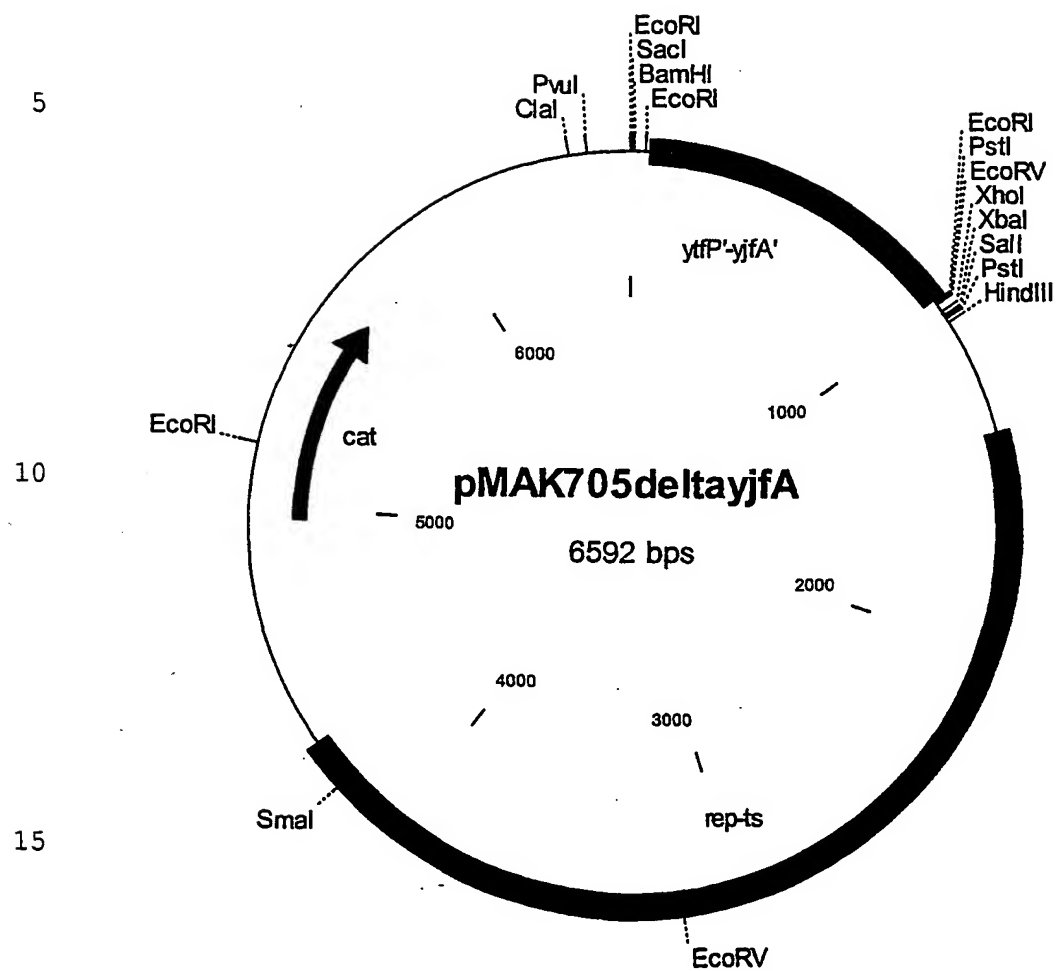 EcoRI
SacI
BamHI
EcoRI
PvuI
ClaI
5
EcoRI
PstI
EcoRV
XhoI
XbaI
SalI
PstI
HindIII
ytfP'-yjfA'
6000
1000
EcoRI
cat
10
pMAK705deltayjfA
5000
6592 bps
2000
4000
3000
SmaI
rep-ts
15
EcoRV